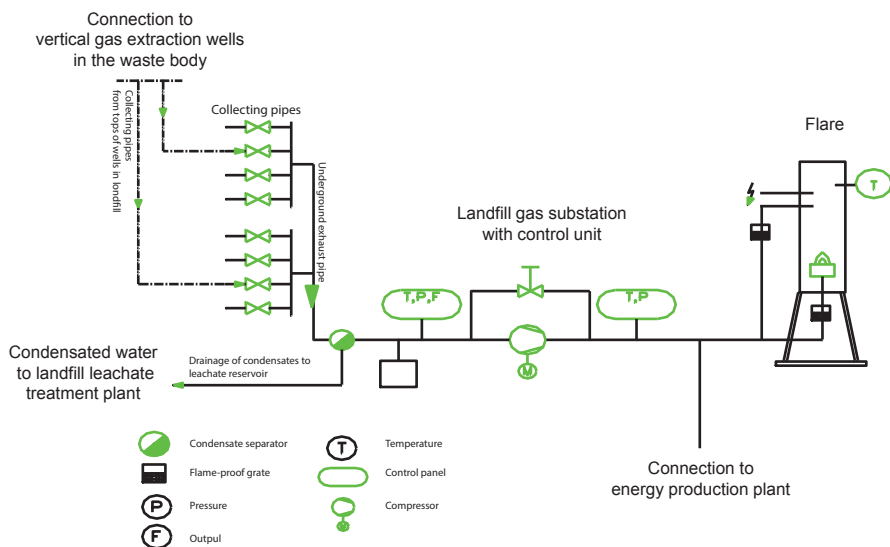 Connection to
vertical gas extraction wells
in the waste body
Collecting pipes
from tops of wells in landfill
Collecting pipes
Underground exhaust pipe
Flare
T
Landfill gas substation
with control unit
T,P,F
T,P
M
Condensated water
to landfill leachate
treatment plant
Drainage of condensates to
leachate reservoir
Connection to
energy production plant
Condensate separator
T
Temperature
Flame-proof grate
Control panel
P
Pressure
Compressor
M
F
Outpul